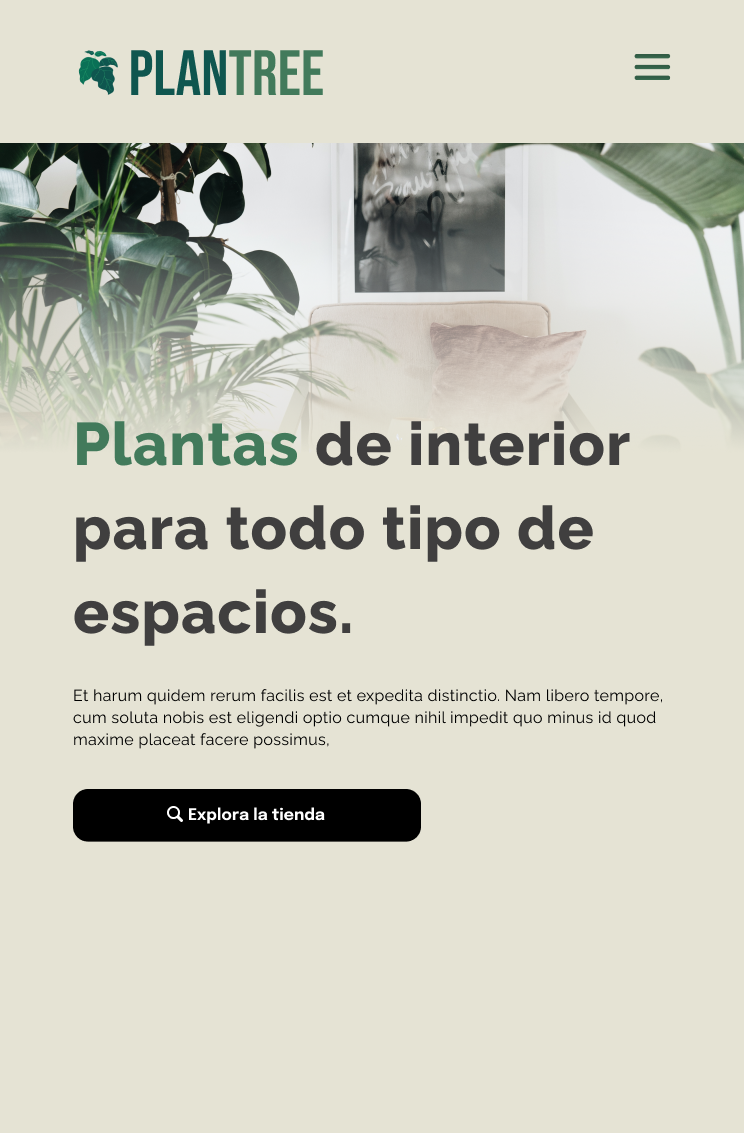 PLANTREE
Plantas de interior
para todo tipo de
espacios.
Et harum quidem rerum facilis est et expedita distinctio. Nam libero tempore,
cum soluta nobis est eligendi optio cumque nihil impedit quo minus id quod
maxime placeat facere possimus,
Explora la tienda